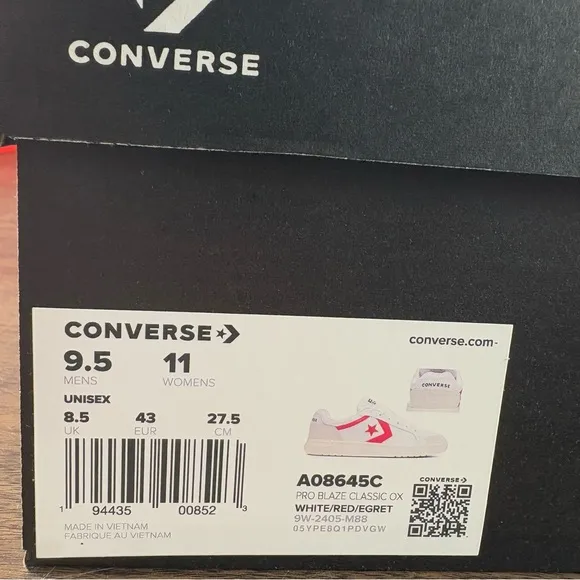 CONVERSE
CONVERSE
converse.com
9.5 11
MENS WOMENS
UNISEX
8.5 43 27.5
UK EUR CM
CONVERSE
1 94435 00852 3
A08645C
PRO BLAZE CLASSIC OX
WHITE/RED/EGRET
9W-2405-M88
05YPE8Q1PDVGW
CONVERSE
MADE IN VIETNAM
FABRIQUÉ AU VIETNAM